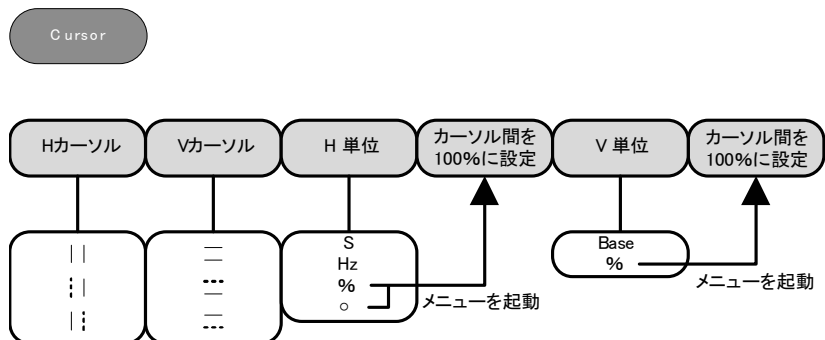 Cursor
Hカーソル
Vカーソル
H 単位
カーソル間を
100%に設定
V 単位
カーソル間を
100%に設定
S
Hz
%
○
メニューを起動
Base
%
メニューを起動